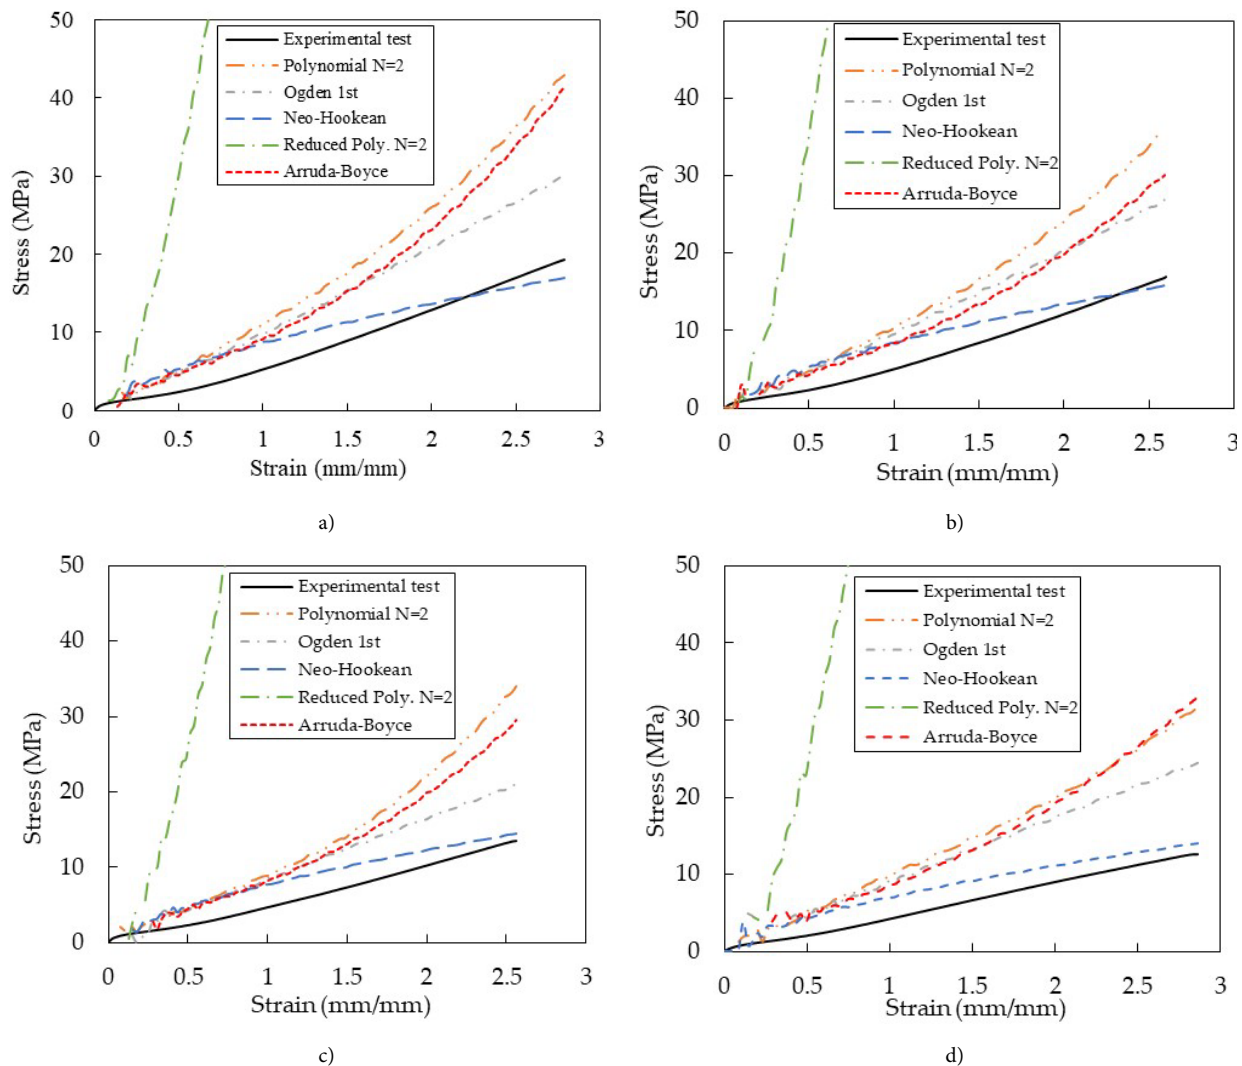 50
40
30
20
10
0
Stress (MPa)
Experimental test
Polynomial N=2
Ogden 1st
Neo-Hookean
Reduced Poly. N=2
Arruda-Boyce
0 0.5 1 1.5 2 2.5 3
Strain (mm/mm)
a)
50
40
30
20
10
0
Stress (MPa)
Experimental test
Polynomial N=2
Ogden 1st
Neo-Hookean
Reduced Poly. N=2
Arruda-Boyce
0 0.5 1 1.5 2 2.5 3
Strain (mm/mm)
b)
50
40
30
20
10
0
Stress (MPa)
Experimental test
Polynomial N=2
Ogden 1st
Neo-Hookean
Reduced Poly. N=2
Arruda-Boyce
0 0.5 1 1.5 2 2.5 3
Strain (mm/mm)
c)
50
40
30
20
10
0
Stress (MPa)
Experimental test
Polynomial N=2
Ogden 1st
Neo-Hookean
Reduced Poly. N=2
Arruda-Boyce
0 0.5 1 1.5 2 2.5 3
Strain (mm/mm)
d)